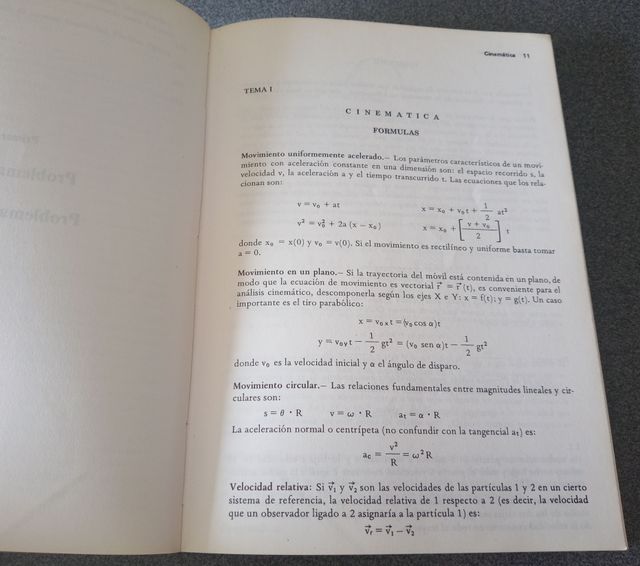 Cinemática 11
TEMA I
CINEMATICA
FORMULAS
Movimiento uniformemente acelerado.— Los parámetros característicos de un movi-
miento con aceleración constante en una dimensión son: el espacio recorrido s, la
velocidad v, la aceleración a y el tiempo transcurrido t. Las ecuaciones que los rela-
cionan son:
v = v₀ + at x = x₀ + v₀t + 1/2 at²
v² = v₀² + 2a (x − x₀) x = x₀ + [v + v₀ / 2] t
donde x₀ = x(0) y v₀ = v(0). Si el movimiento es rectilíneo y uniforme basta tomar
a = 0.
Movimiento en un plano.— Si la trayectoria del móvil está contenida en un plano, de
modo que la ecuación de movimiento es vectorial r⃗ = r⃗ (t), es conveniente para el
análisis cinemático, descomponerla según los ejes X e Y: x = f(t); y = g(t). Un caso
importante es el tiro parabólico:
x = v₀ₓt = (v₀ cos α)t
y = v₀yt − 1/2 gt² = (v₀ sen α)t − 1/2 gt²
donde v₀ es la velocidad inicial y α el ángulo de disparo.
Movimiento circular.— Las relaciones fundamentales entre magnitudes lineales y cir-
culares son:
s = θ · R v = ω · R aₜ = α · R
La aceleración normal o centrípeta (no confundir con la tangencial aₜ) es:
a꜀ = v²/R = ω² R
Velocidad relativa: Si v⃗₁ y v⃗₂ son las velocidades de las partículas 1 y 2 en un cierto
sistema de referencia, la velocidad relativa de 1 respecto a 2 (es decir, la velocidad
que un observador ligado a 2 asignaría a la partícula 1) es:
v⃗ᵣ = v⃗₁ − v⃗₂